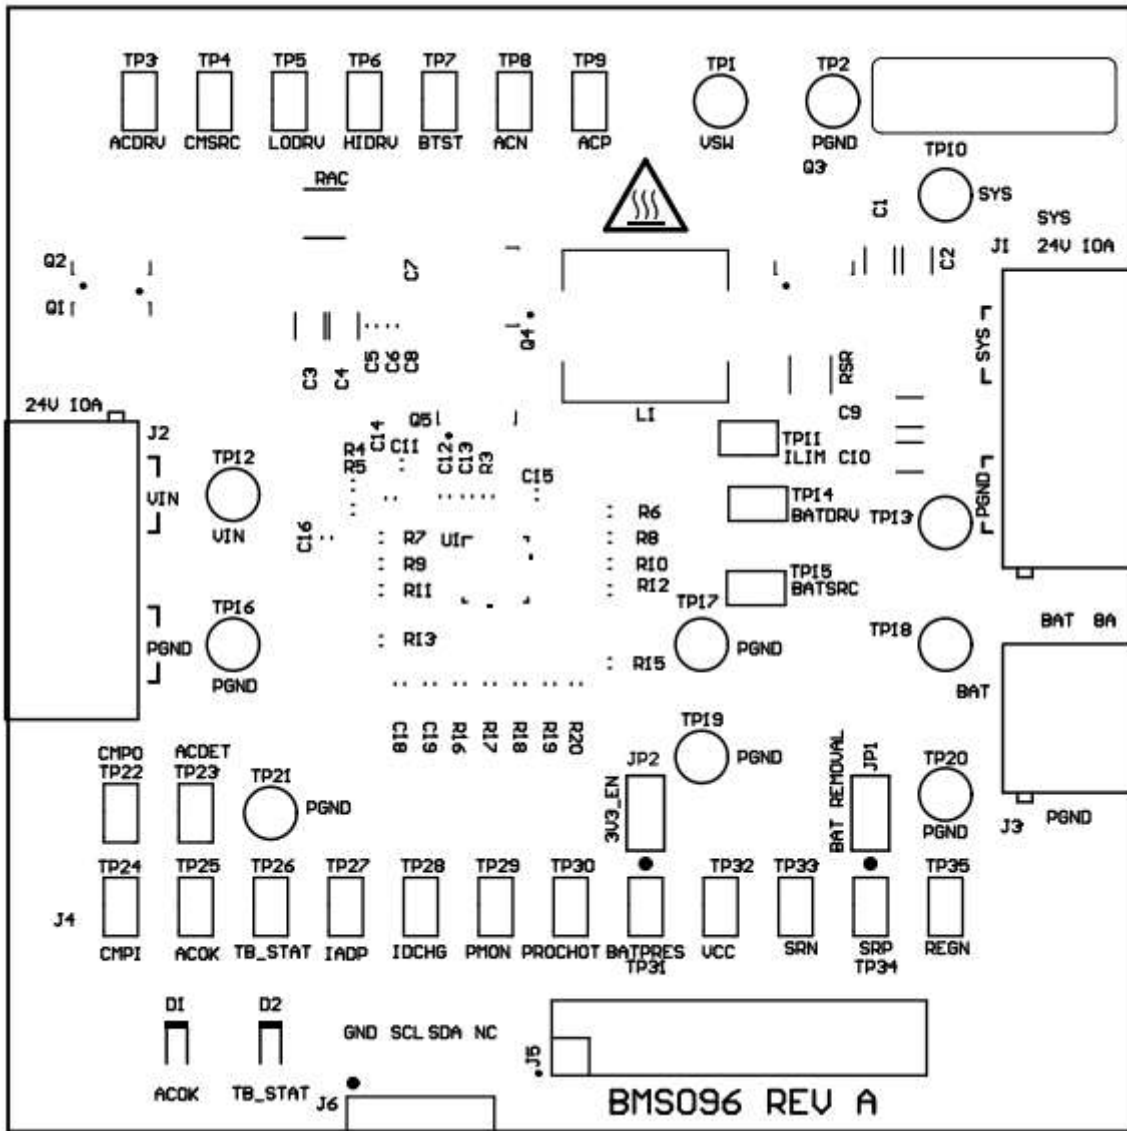 TP3 TP4 TP5 TP6 TP7 TP8 TP9 TP1 TP2
ACDRV CMSRC LODRV HIDRV BTST ACN ACP VSW PGND
Q3 TP10
RAC
SYS
C1
SYS
J1 24V 10A
Q2 C7 C2
Q1
Q4
SYS
C5 C6 C8
C3 C4
RSR
24V 10A
L1
C9
J2
Q5
C14
R4 C11
R5
C12 C13 R3
TP11
ILIM C10
TP12
VIN
C15
TP14
BATDRV
PGND
TP13
VIN
C16
R7 U1
R6
R8
R9
R10
R11
R12
TP15
BATSRC
TP16
TP17
TP18
BAT 8A
R13
PGND
PGND
R15
PGND
BAT
C18 C19 R16 R17 R18 R19 R20
TP19
PGND
CMPO ACDET
TP22 TP23 TP21
PGND
JP2
3V3_EN
JP1
BAT REMOVAL
TP20
PGND
J3 PGND
TP24 TP25 TP26 TP27 TP28 TP29 TP30 TP32 TP33 TP35
J4
CMPI ACOK TB_STAT IADP IDCHG PMON PROCHOT BATPRES VCC SRN SRP REGN
TP31 TP34
D1 D2
GND SCL SDA NC
J5
ACOK TB_STAT J6
BMS096 REV A